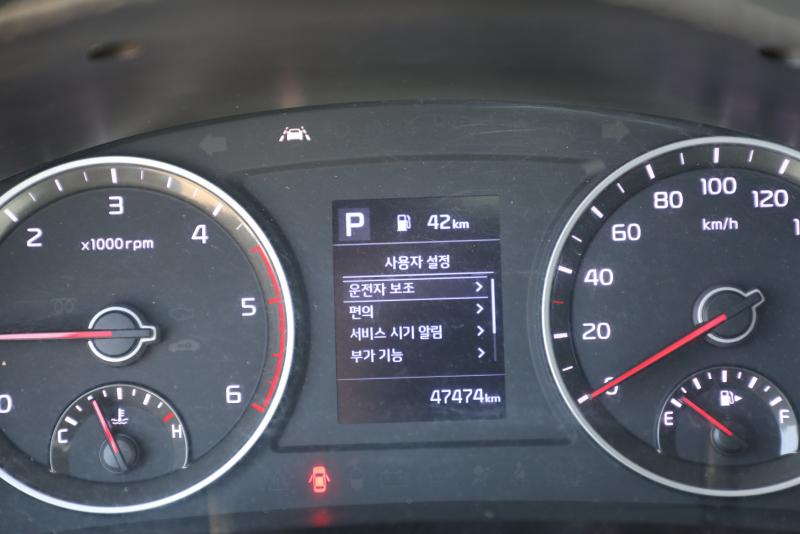 P 42km
사용자 설정
운전자 보조
편의
서비스 시기 알림
부가 기능
47474km
0
2
3
4
5
6
x1000rpm
C
H
0
20
40
60
80
100
120
km/h
E
F